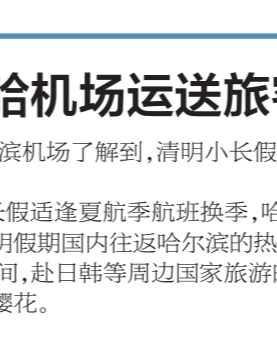 哈机场运送旅客
滨机场了解到,清明小长假
长假适逢夏航季航班换季,哈
明假期国内往返哈尔滨的热
间,赴日韩等周边国家旅游
樱花。